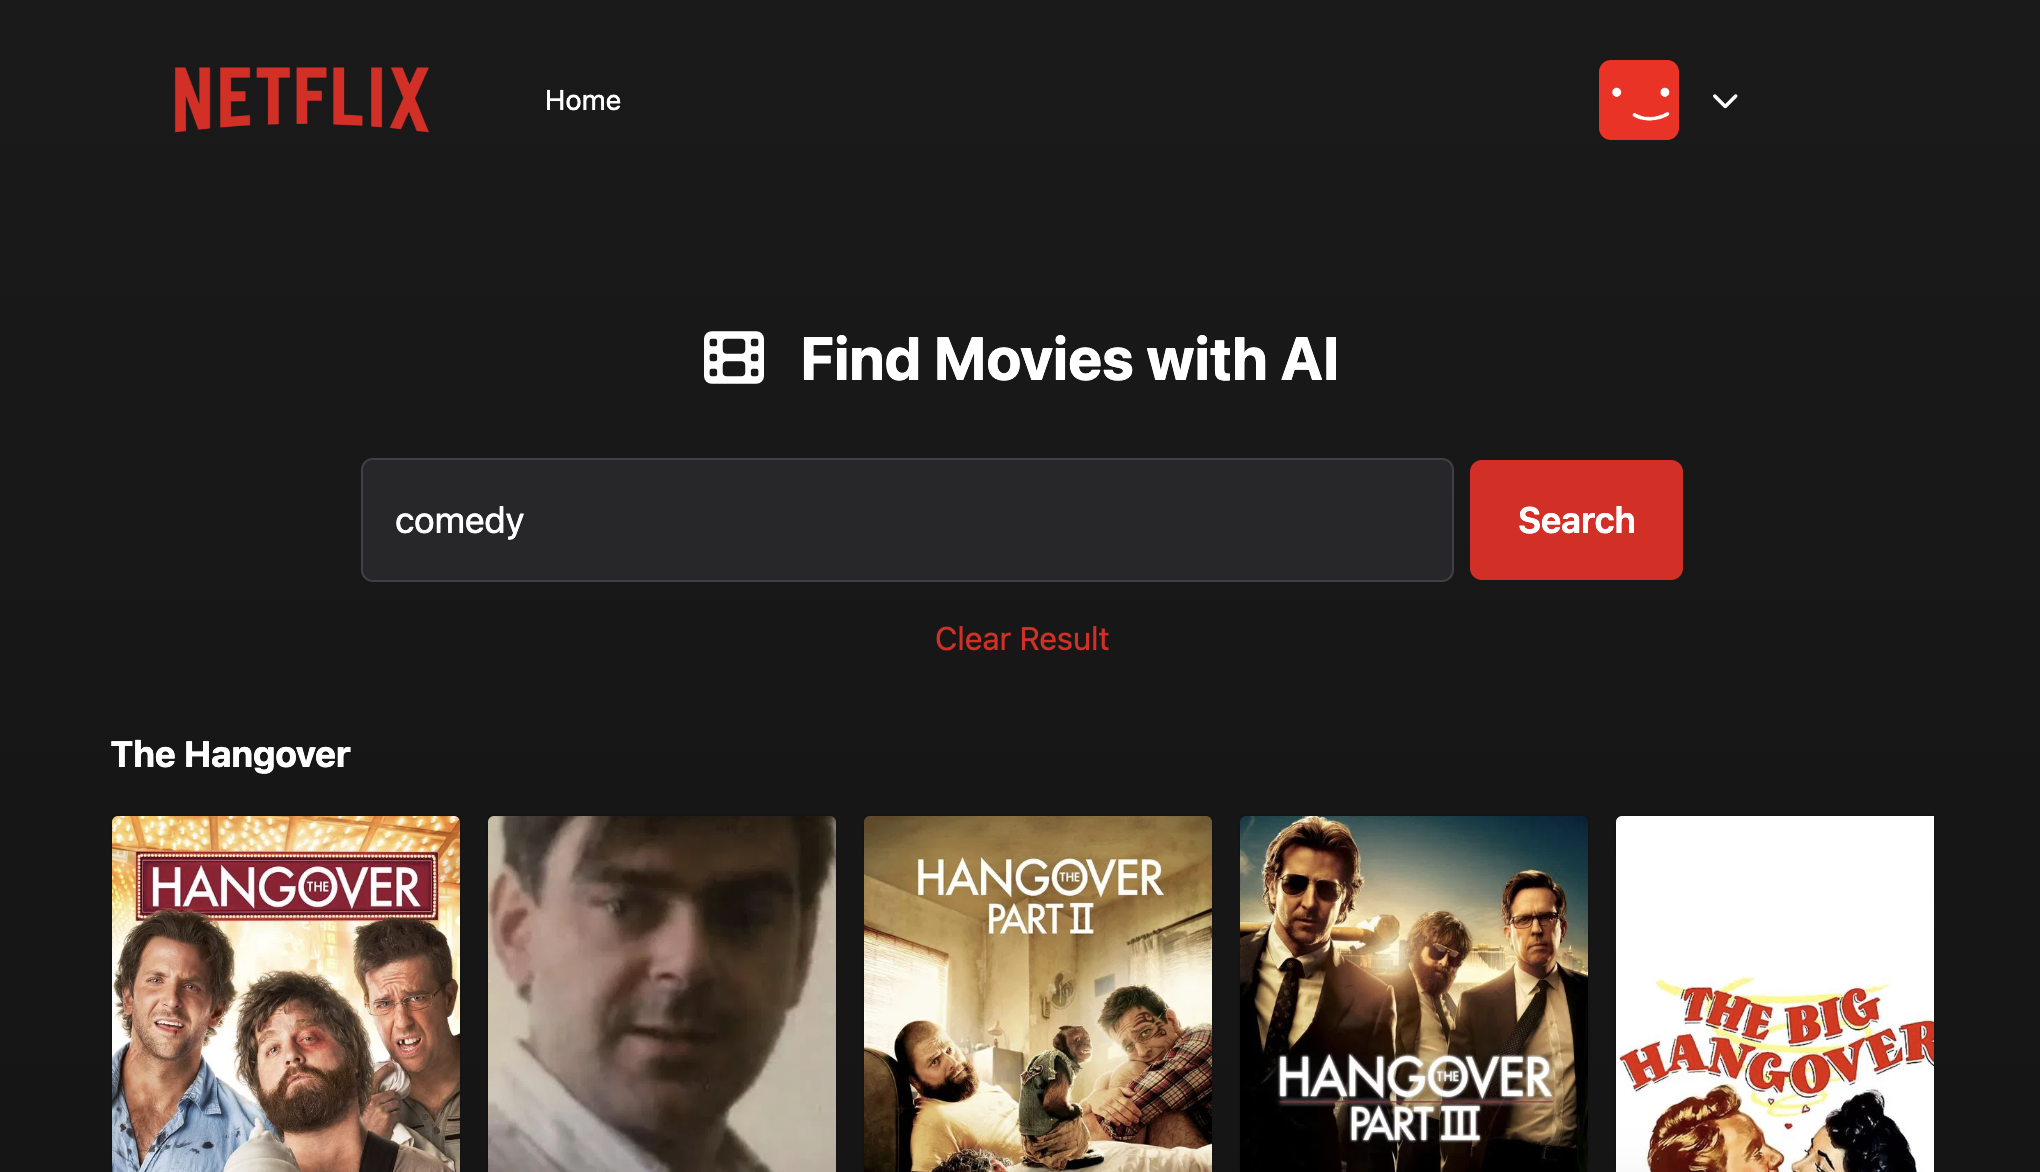 NETFLIX
Home
Find Movies with AI
comedy
Search
Clear Result
The Hangover
THE HANGOVER
THE HANGOVER
PART II
THE HANGOVER
PART III
THE BIG
HANGOVER